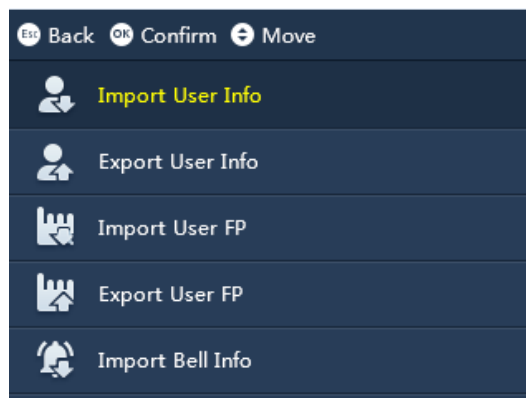 Esc Back OK Confirm Move
Import User Info
Export User Info
Import User FP
Export User FP
Import Bell Info